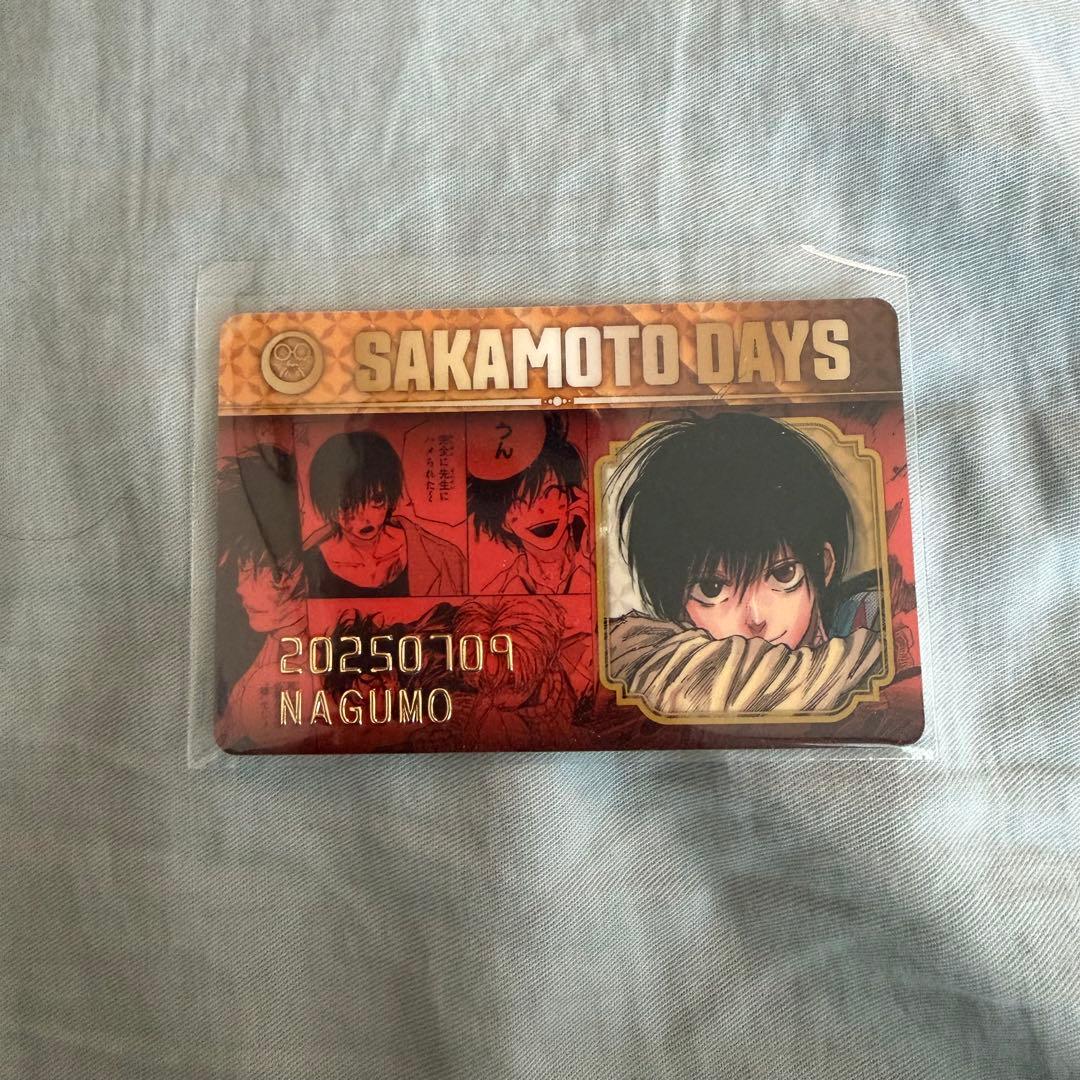 SAKAMOTO DAYS
うん
完全に先生に
ハメられた〜
20250709
NAGUMO